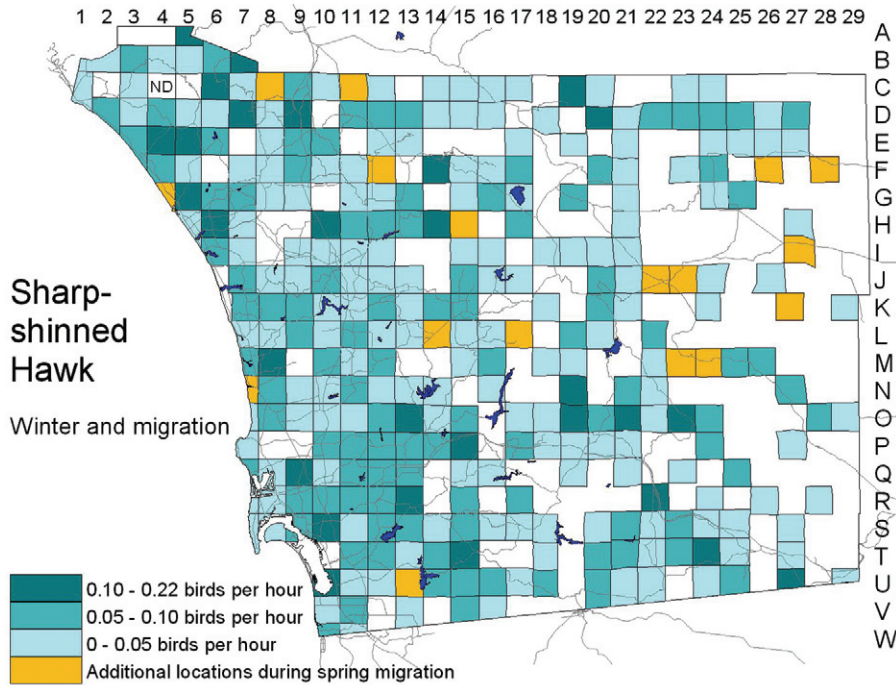 1 2 3 4 5 6 7 8 9 10 11 12 13 14 15 16 17 18 19 20 21 22 23 24 25 26 27 28 29
A
B
C
D
E
F
G
H
I
J
K
L
M
N
O
P
Q
R
S
T
U
V
W
ND
Sharp-
shinned
Hawk
Winter and migration
0.10 - 0.22 birds per hour
0.05 - 0.10 birds per hour
0 - 0.05 birds per hour
Additional locations during spring migration